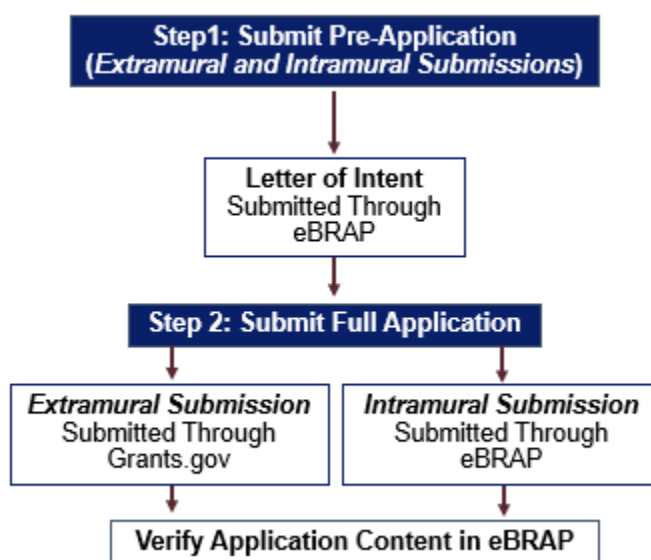 Step1: Submit Pre-Application
(Extramural and Intramural Submissions)
Letter of Intent
Submitted Through
eBRAP
Step 2: Submit Full Application
Extramural Submission
Submitted Through
Grants.gov
Intramural Submission
Submitted Through
eBRAP
Verify Application Content in eBRAP